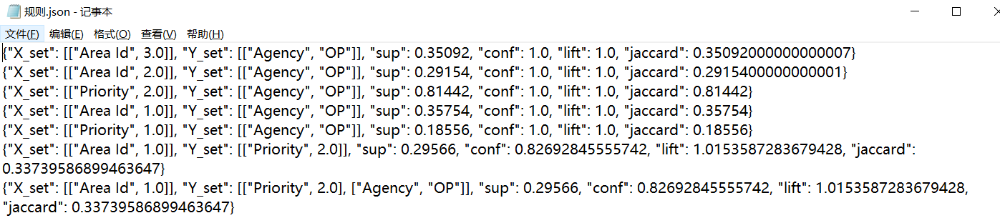 规则.json - 记事本
文件(F) 编辑(E) 格式(O) 查看(V) 帮助(H)
{"X_set": [["Area Id", 3.0]], "Y_set": [["Agency", "OP"]], "sup": 0.35092, "conf": 1.0, "lift": 1.0, "jaccard": 0.35092000000000007}
{"X_set": [["Area Id", 2.0]], "Y_set": [["Agency", "OP"]], "sup": 0.29154, "conf": 1.0, "lift": 1.0, "jaccard": 0.2915400000000001}
{"X_set": [["Priority", 2.0]], "Y_set": [["Agency", "OP"]], "sup": 0.81442, "conf": 1.0, "lift": 1.0, "jaccard": 0.81442}
{"X_set": [["Area Id", 1.0]], "Y_set": [["Agency", "OP"]], "sup": 0.35754, "conf": 1.0, "lift": 1.0, "jaccard": 0.35754}
{"X_set": [["Priority", 1.0]], "Y_set": [["Agency", "OP"]], "sup": 0.18556, "conf": 1.0, "lift": 1.0, "jaccard": 0.18556}
{"X_set": [["Area Id", 1.0]], "Y_set": [["Priority", 2.0]], "sup": 0.29566, "conf": 0.82692845555742, "lift": 1.0153587283679428, "jaccard":
0.33739586899463647}
{"X_set": [["Area Id", 1.0]], "Y_set": [["Priority", 2.0], ["Agency", "OP"]], "sup": 0.29566, "conf": 0.82692845555742, "lift": 1.0153587283679428,
"jaccard": 0.33739586899463647}